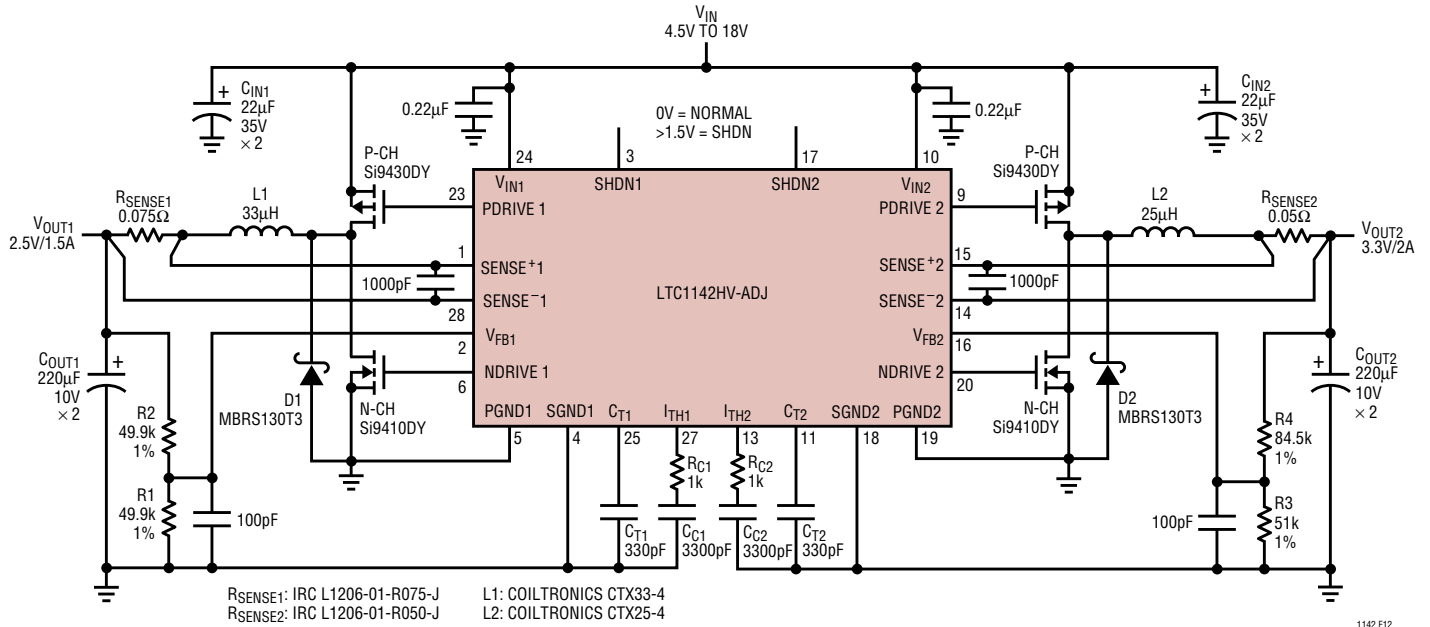 VIN
4.5V TO 18V
CIN1
22µF
35V
× 2
+
0.22µF
0V = NORMAL
>1.5V = SHDN
0.22µF
+
CIN2
22µF
35V
× 2
P-CH
Si9430DY
24
3
17
10
P-CH
Si9430DY
VIN1
SHDN1
SHDN2
VIN2
23
PDRIVE 1
PDRIVE 2
9
VOUT1
2.5V/1.5A
RSENSE1
0.075Ω
L1
33µH
L2
25µH
RSENSE2
0.05Ω
VOUT2
3.3V/2A
1
SENSE+1
SENSE+2
15
1000pF
LTC1142HV-ADJ
1000pF
SENSE–1
SENSE–2
28
14
VFB1
VFB2
2
16
NDRIVE 1
NDRIVE 2
6
20
COUT1
220µF
10V
× 2
+
D1
MBRS130T3
N-CH
Si9410DY
PGND1
SGND1
CT1
ITH1
ITH2
CT2
SGND2
PGND2
N-CH
Si9410DY
D2
MBRS130T3
+
COUT2
220µF
10V
× 2
5
4
25
27
13
11
18
19
R2
49.9k
1%
R4
84.5k
1%
RC1
1k
RC2
1k
R1
49.9k
1%
100pF
CT1
330pF
CC1
3300pF
CC2
3300pF
CT2
330pF
100pF
R3
51k
1%
RSENSE1: IRC L1206-01-R075-J
L1: COILTRONICS CTX33-4
RSENSE2: IRC L1206-01-R050-J
L2: COILTRONICS CTX25-4
1142 F12